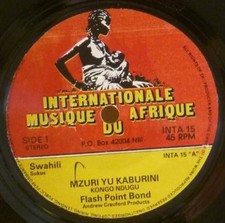 INTERNATIONALE
MUSIQUE AFRIQUE
DU
SIDE 1
STEREO
P.O. Box 42004 NBI
INTA 15
45 RPM
INTA 15 "A"
Swahili
Sukus
MZURI YU KABURINI
KONGO NDUGU
Flash Point Bond
Andrew Crawford Products